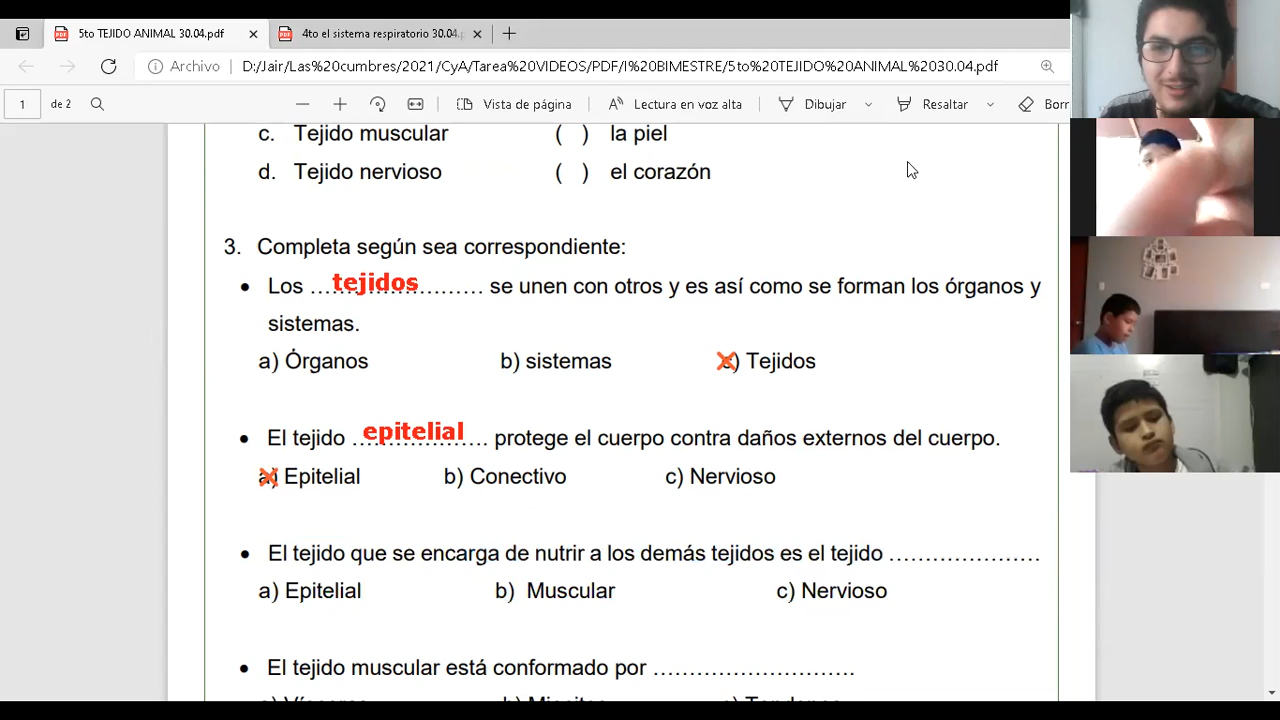 5to TEJIDO ANIMAL 30.04.pdf
4to el sistema respiratorio 30.04.
Archivo
D:/Jair/Las%20cumbres/2021/CyA/Tarea%20VIDEOS/PDF/I%20BIMESTRE/5to%20TEJIDO%20ANIMAL%2030.04.pdf
1 de 2 Vista de página Lectura en voz alta Dibujar Resaltar Borr
c. Tejido muscular ( ) la piel
d. Tejido nervioso ( ) el corazón
3. Completa según sea correspondiente:
• Los ……tejidos…… se unen con otros y es así como se forman los órganos y
sistemas.
a) Órganos b) sistemas c) Tejidos
• El tejido ……epitelial…… protege el cuerpo contra daños externos del cuerpo.
a) Epitelial b) Conectivo c) Nervioso
• El tejido que se encarga de nutrir a los demás tejidos es el tejido …………………
a) Epitelial b) Muscular c) Nervioso
• El tejido muscular está conformado por ……………………….